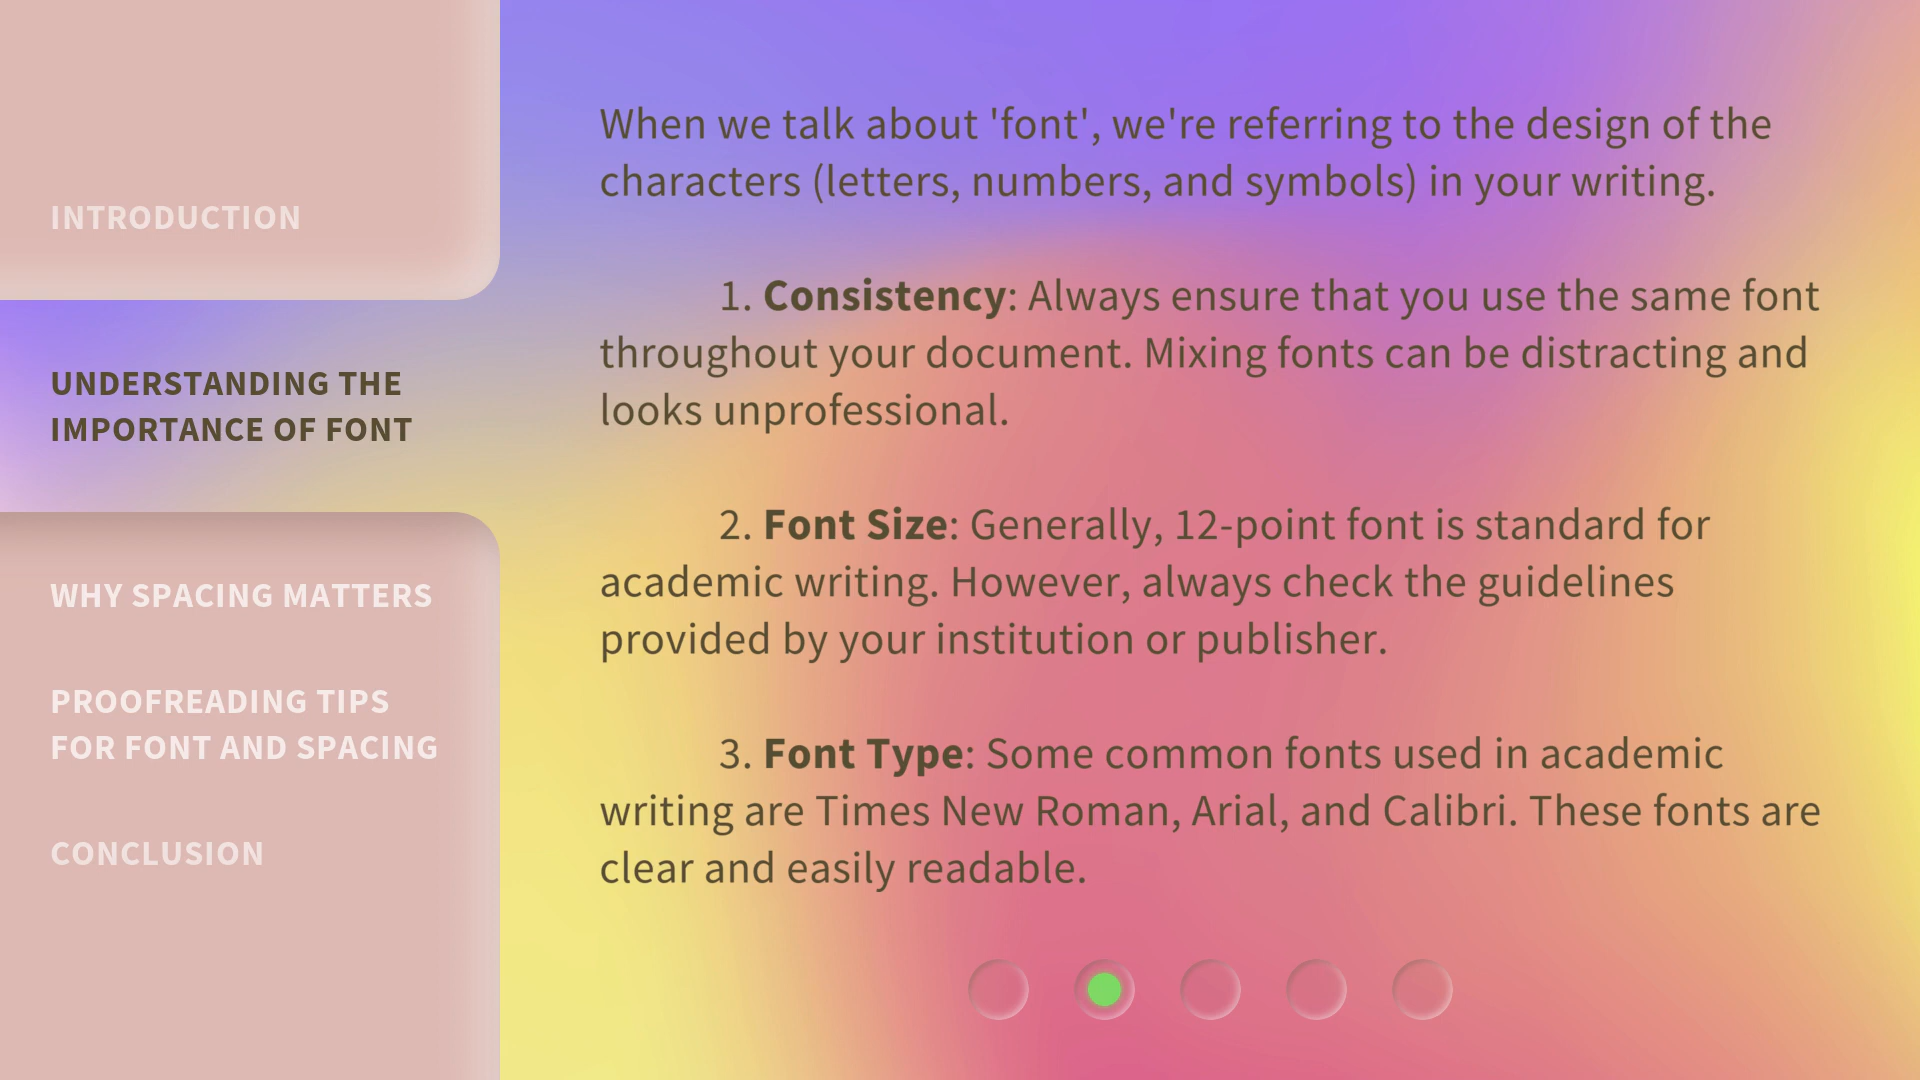 INTRODUCTION
UNDERSTANDING THE
IMPORTANCE OF FONT
WHY SPACING MATTERS
PROOFREADING TIPS
FOR FONT AND SPACING
CONCLUSION
When we talk about 'font', we're referring to the design of the
characters (letters, numbers, and symbols) in your writing.
1. Consistency: Always ensure that you use the same font
throughout your document. Mixing fonts can be distracting and
looks unprofessional.
2. Font Size: Generally, 12-point font is standard for
academic writing. However, always check the guidelines
provided by your institution or publisher.
3. Font Type: Some common fonts used in academic
writing are Times New Roman, Arial, and Calibri. These fonts are
clear and easily readable.